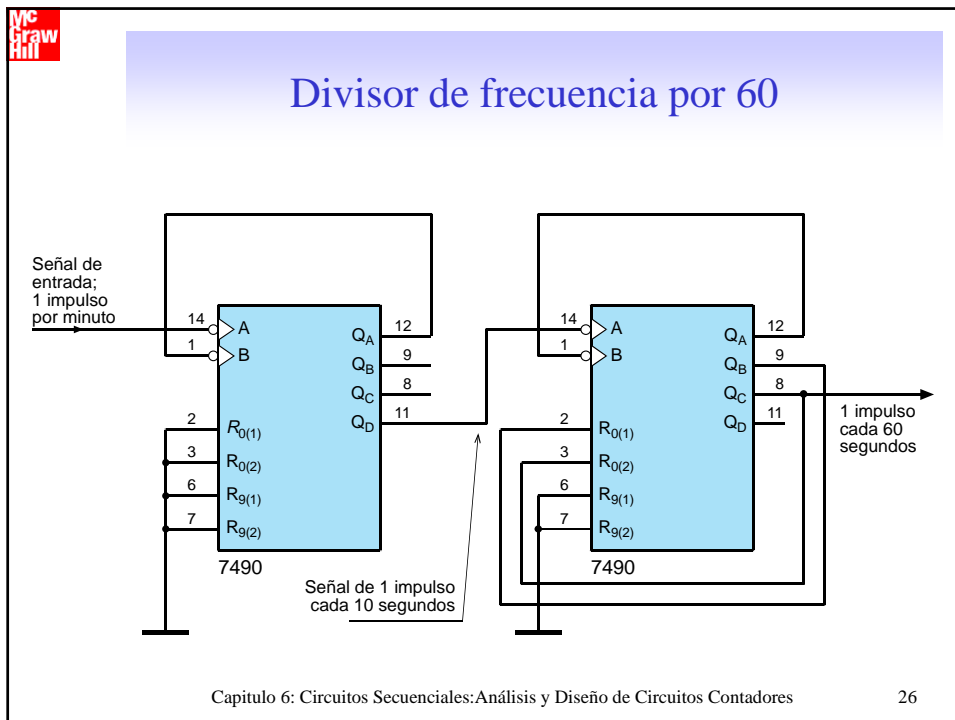 Mc
Graw
Hill
Divisor de frecuencia por 60
Señal de
entrada;
1 impulso
por minuto
14
A
1
B
2
R0(1)
3
R0(2)
6
R9(1)
7
R9(2)
QA
12
QB
9
QC
8
QD
11
7490
Señal de 1 impulso
cada 10 segundos
14
A
1
B
2
R0(1)
3
R0(2)
6
R9(1)
7
R9(2)
QA
12
QB
9
QC
8
QD
11
7490
1 impulso
cada 60
segundos
Capitulo 6: Circuitos Secuenciales:Análisis y Diseño de Circuitos Contadores
26